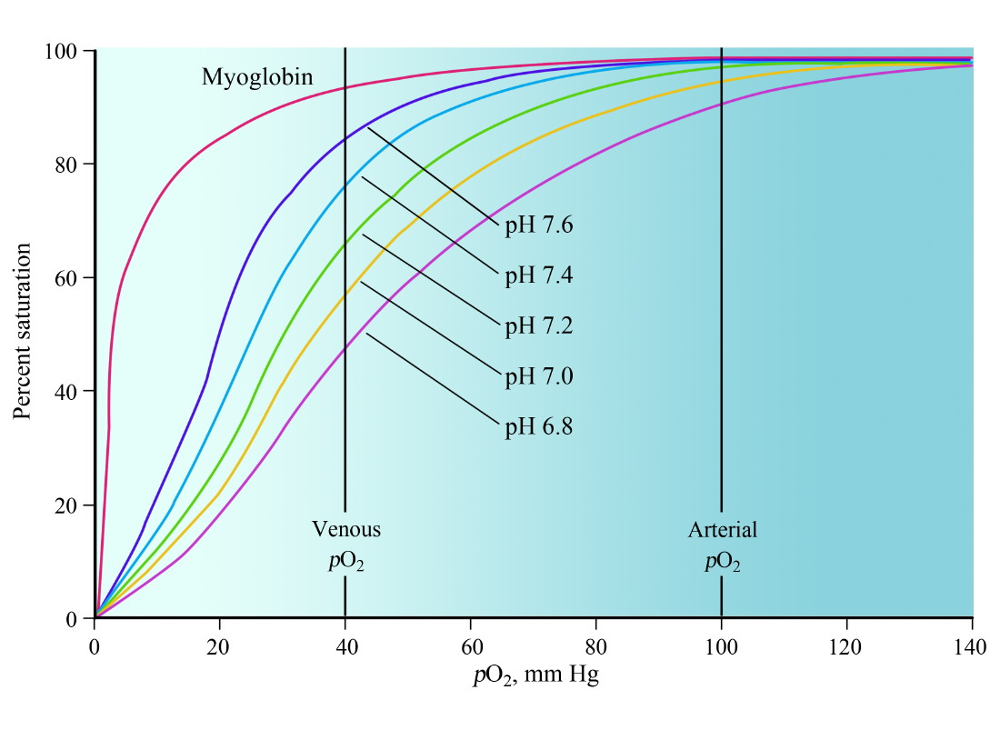 Percent saturation
100
80
60
40
20
0
Myoglobin
pH 7.6
pH 7.4
pH 7.2
pH 7.0
pH 6.8
Venous
pO₂
Arterial
pO₂
0 20 40 60 80 100 120 140
pO₂, mm Hg